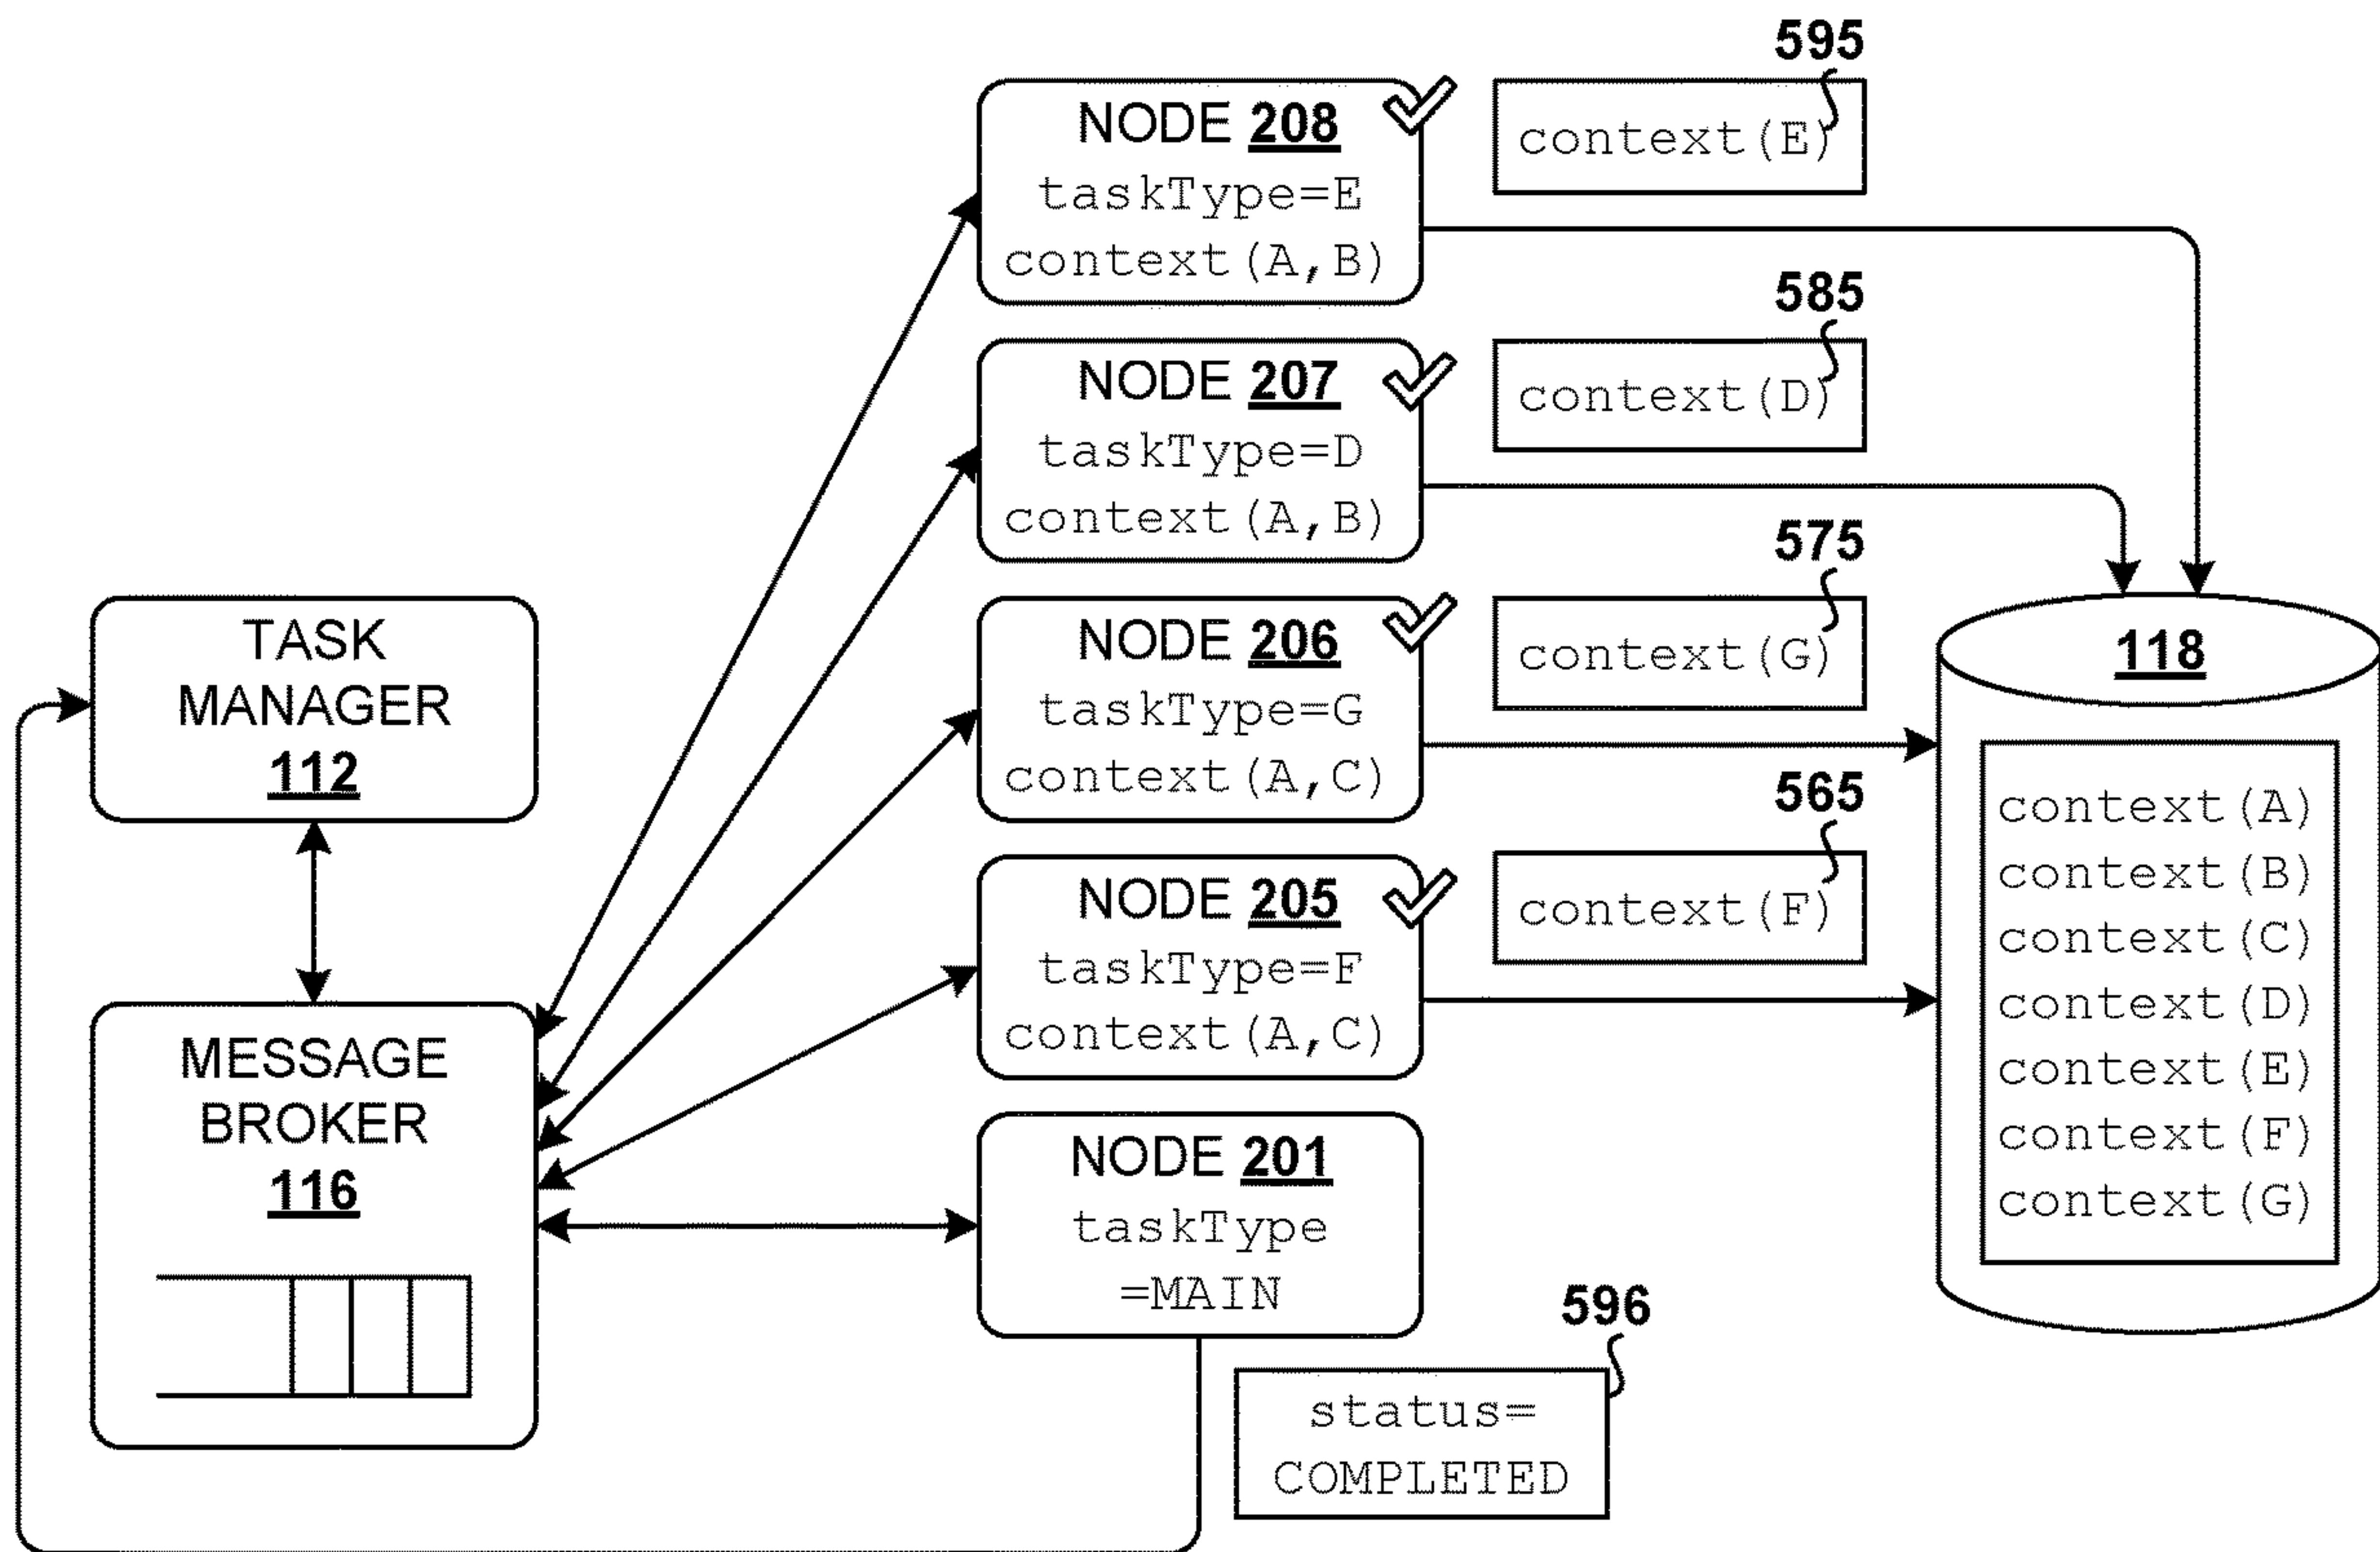 595
NODE 208
taskType=E
context(A,B)
context(E)
585
NODE 207
taskType=D
context(A,B)
context(D)
575
NODE 206
taskType=G
context(A,C)
context(G)
565
NODE 205
taskType=F
context(A,C)
context(F)
NODE 201
taskType
=MAIN
596
status=
COMPLETED
TASK
MANAGER
112
MESSAGE
BROKER
116
118
context(A)
context(B)
context(C)
context(D)
context(E)
context(F)
context(G)